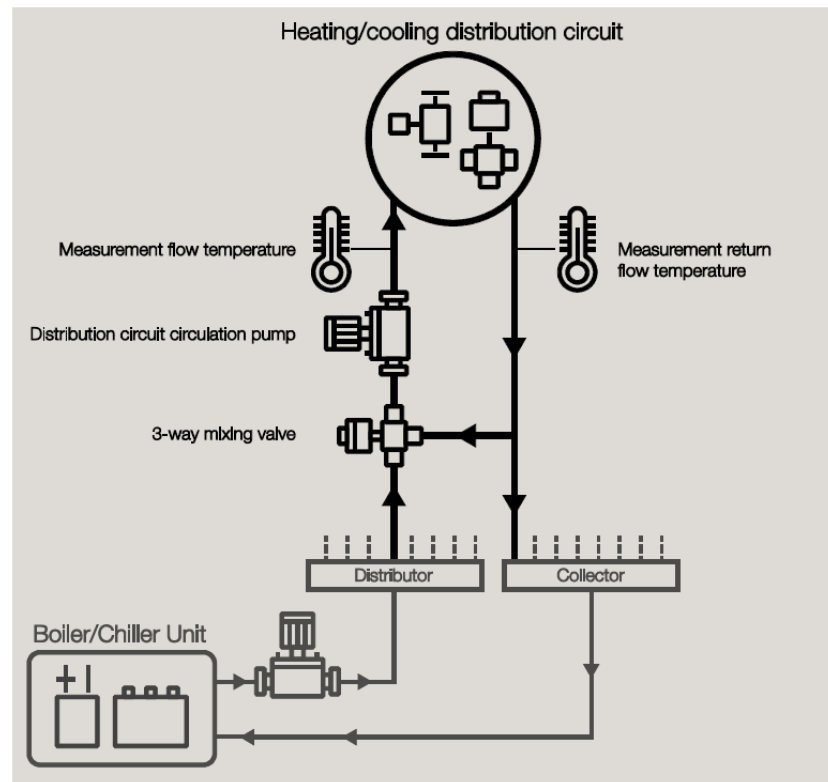 Heating/cooling distribution circuit
Measurement flow temperature
Measurement return
flow temperature
Distribution circuit circulation pump
3-way mixing valve
Distributor
Collector
Boiler/Chiller Unit